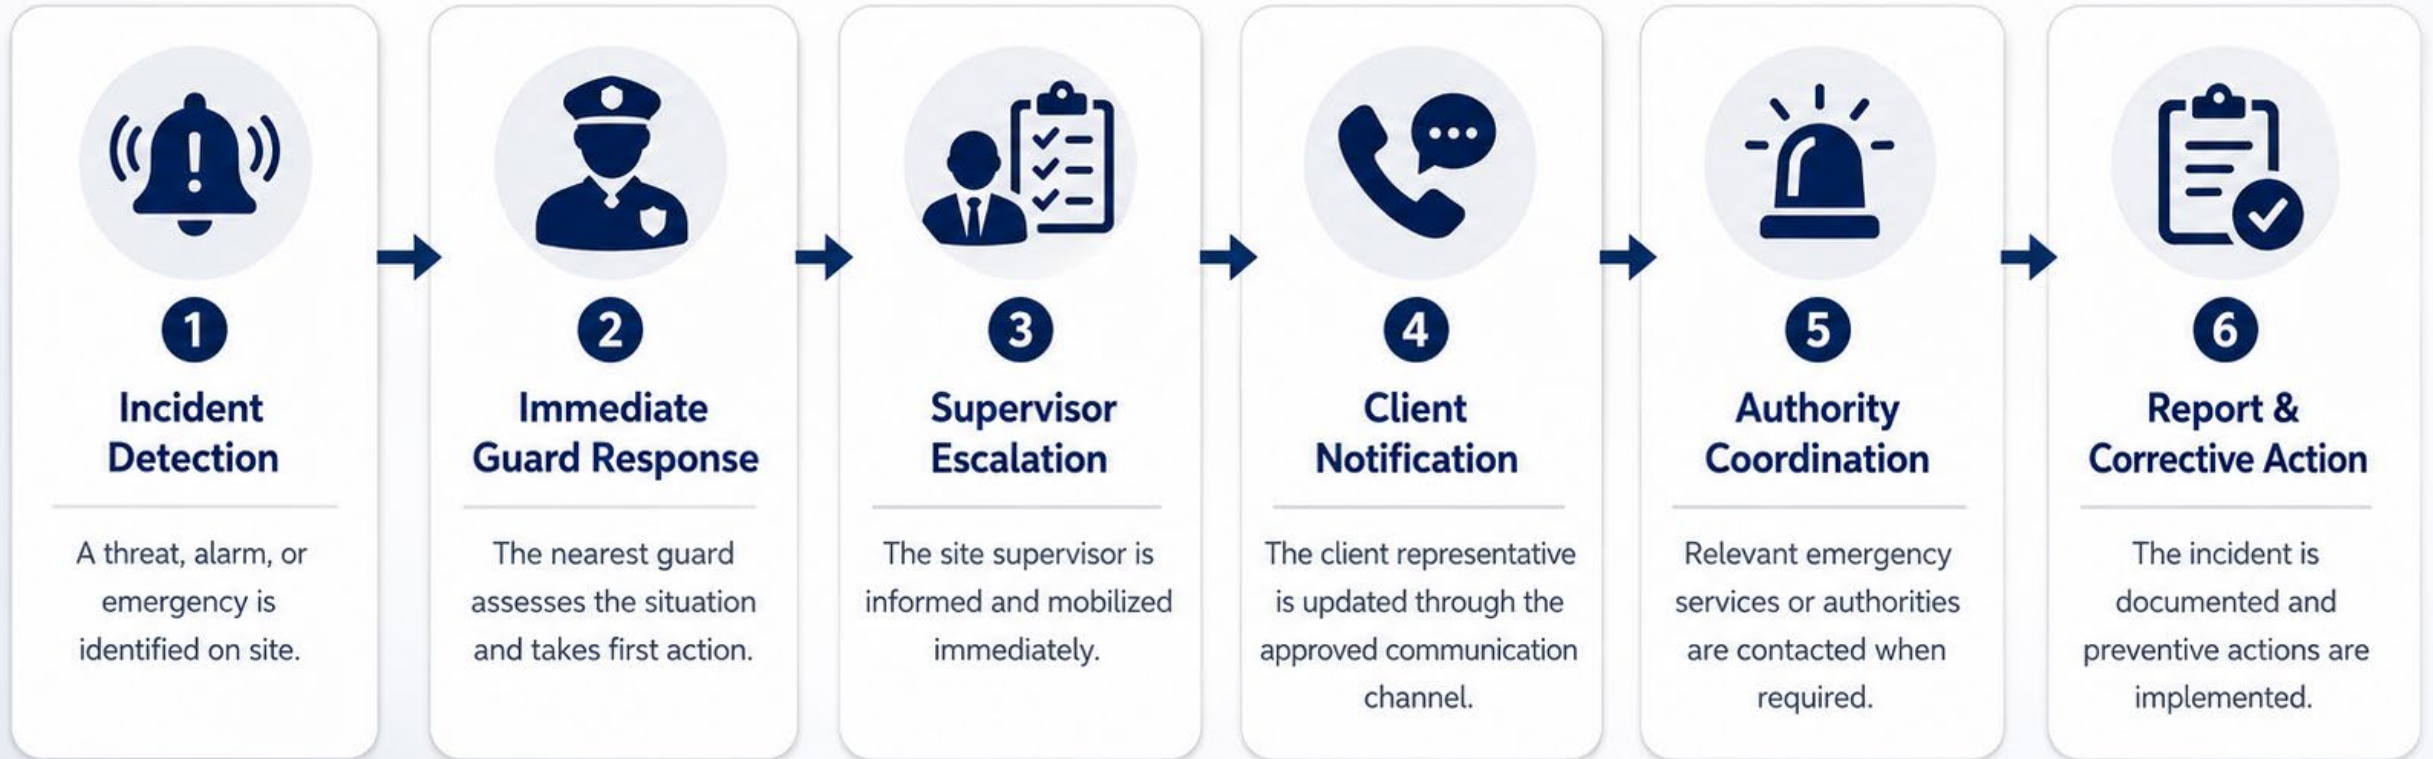 1
Incident
Detection
A threat, alarm, or
emergency is
identified on site.
2
Immediate
Guard Response
The nearest guard
assesses the situation
and takes first action.
3
Supervisor
Escalation
The site supervisor is
informed and mobilized
immediately.
4
Client
Notification
The client representative
is updated through the
approved communication
channel.
5
Authority
Coordination
Relevant emergency
services or authorities
are contacted when
required.
6
Report &
Corrective Action
The incident is
documented and
preventive actions are
implemented.